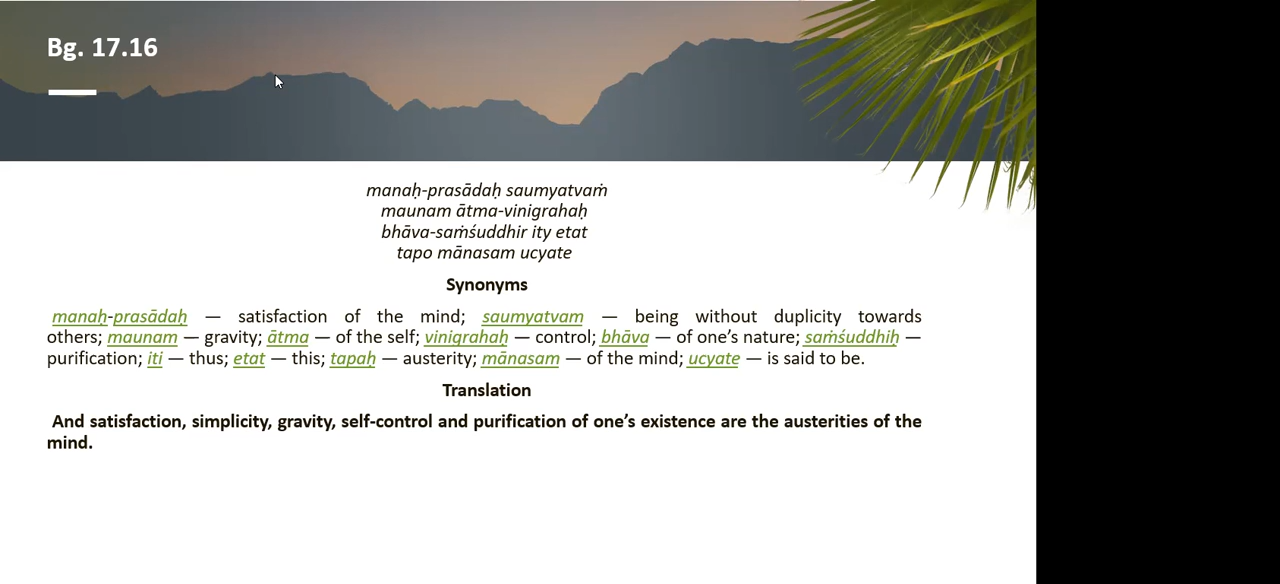 Bg. 17.16
manaḥ-prasādaḥ saumyatvaṁ
maunam ātma-vinigrahaḥ
bhāva-saṁśuddhir ity etat
tapo mānasam ucyate
Synonyms
manaḥ-prasādaḥ — satisfaction of the mind; saumyatvam — being without duplicity towards
others; maunam — gravity; ātma — of the self; vinigrahaḥ — control; bhāva — of one’s nature; saṁśuddhiḥ —
purification; iti — thus; etat — this; tapaḥ — austerity; mānasam — of the mind; ucyate — is said to be.
Translation
And satisfaction, simplicity, gravity, self-control and purification of one’s existence are the austerities of the
mind.